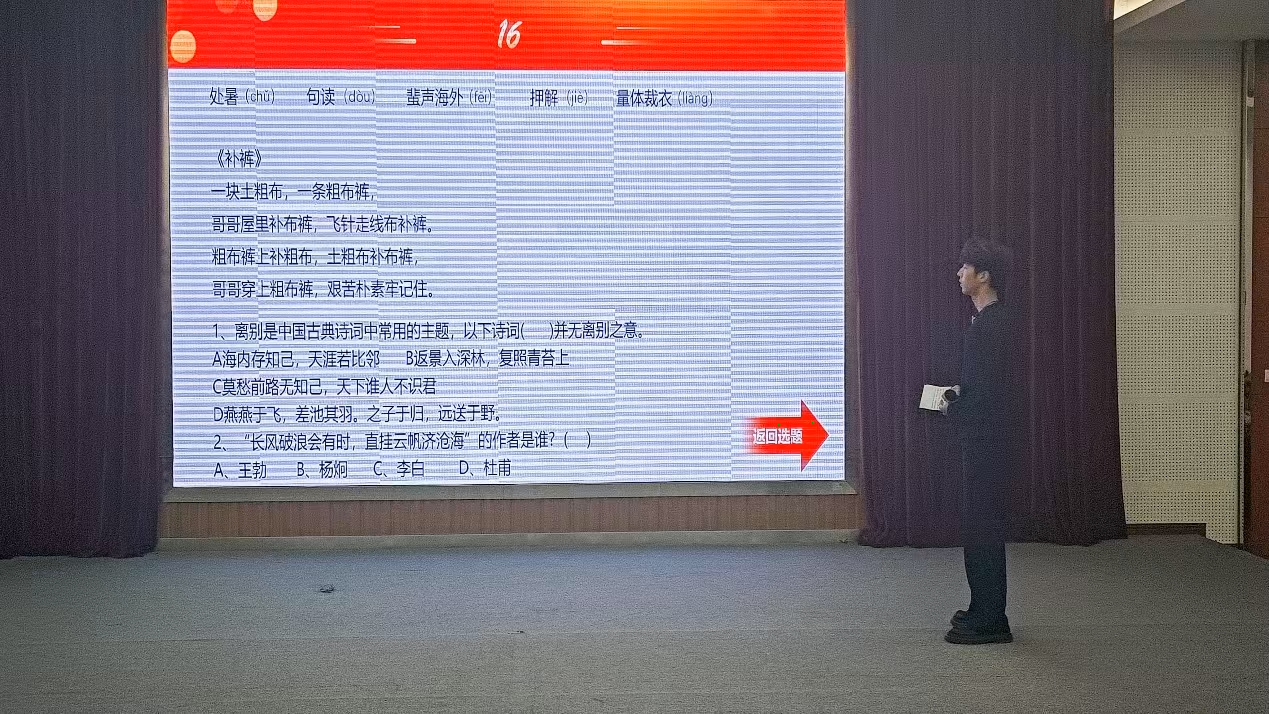 16
处暑（chǔ） 句读（dòu） 蜚声海外（fēi） 押解（jiè） 量体裁衣（liàng）
《补裤》
一块土粗布，一条粗布裤，
哥哥屋里补布裤，飞针走线布补裤。
粗布裤上补粗布，土粗布补布裤，
哥哥穿上粗布裤，艰苦朴素牢记住。
1、离别是中国古典诗词中常用的主题，以下诗词( )并无离别之意。
A海内存知己，天涯若比邻 B返景入深林，复照青苔上
C莫愁前路无知己，天下谁人不识君
D燕燕于飞，差池其羽。之子于归，远送于野。
2、“长风破浪会有时，直挂云帆济沧海”的作者是谁？( )
A、王勃 B、杨炯 C、李白 D、杜甫
返回选题